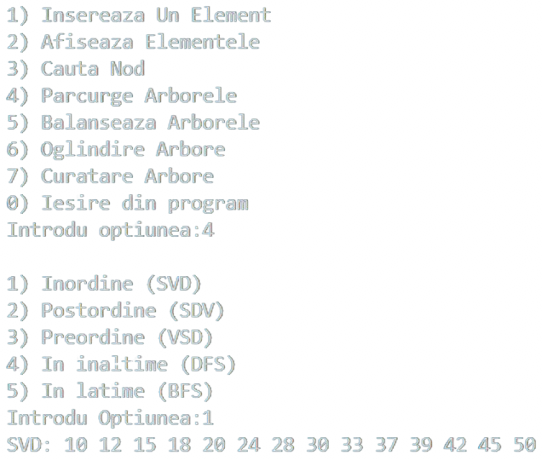 1) Insereaza Un Element
2) Afiseaza Elementele
3) Cauta Nod
4) Parcurge Arborele
5) Balanseaza Arborele
6) Oglindire Arbore
7) Curatare Arbore
0) Iesire din program
Introdu optiunea:4
1) Inordine (SVD)
2) Postordine (SDV)
3) Preordine (VSD)
4) In inaltime (DFS)
5) In latime (BFS)
Introdu Optiunea:1
SVD: 10 12 15 18 20 24 28 30 33 37 39 42 45 50